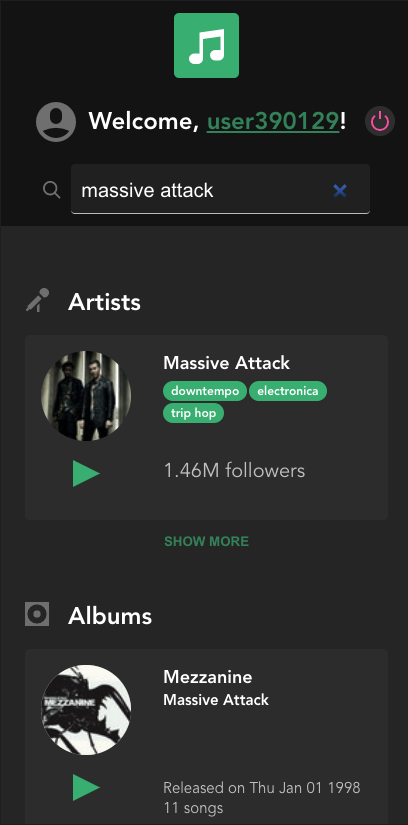 Welcome, user390129!
massive attack
Artists
Massive Attack
downtempo electronica
trip hop
1.46M followers
SHOW MORE
Albums
MEZZANINE
Mezzanine
Massive Attack
Released on Thu Jan 01 1998
11 songs